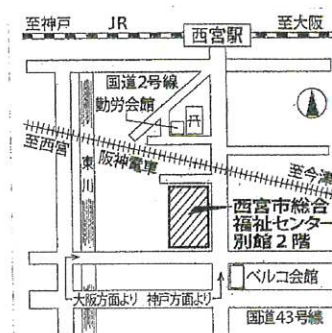 至神戸 JR 至大阪
西宮駅
国道2号線
勤労会館
至西宮
阪神電車
至今津
東川
西宮市総合
福祉センター
別館2階
大阪方面より 神戸方面より
ベルコ会館
国道43号線